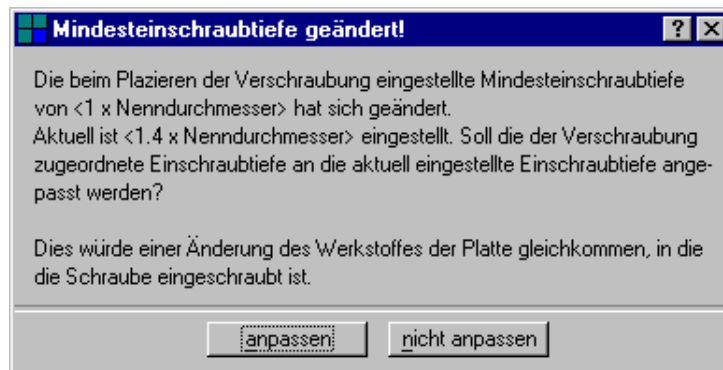 Mindesteinschraubtiefe geändert!
Die beim Plazieren der Verschraubung eingestellte Mindesteinschraubtiefe
von <1 x Nenndurchmesser> hat sich geändert.
Aktuell ist <1.4 x Nenndurchmesser> eingestellt. Soll die der Verschraubung
zugeordnete Einschraubtiefe an die aktuell eingestellte Einschraubtiefe ange-
passt werden?
Dies würde einer Änderung des Werkstoffes der Platte gleichkommen, in die
die Schraube eingeschraubt ist.
anpassen
nicht anpassen